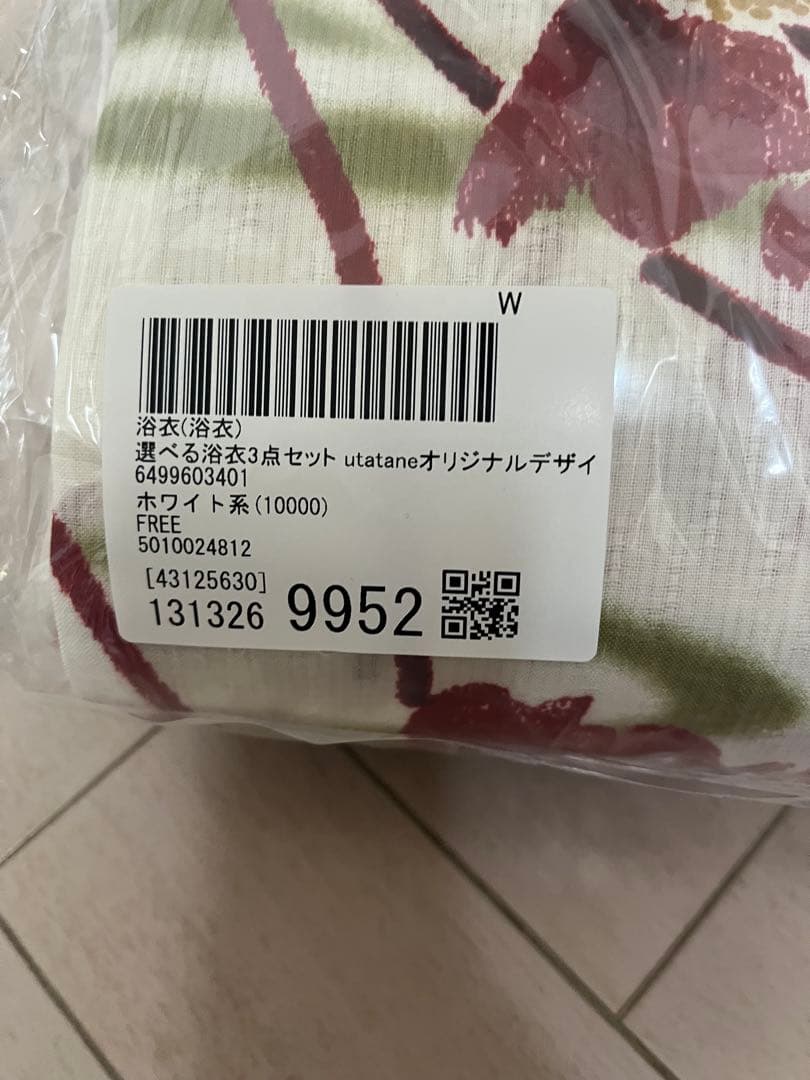 W
浴衣(浴衣)
選べる浴衣3点セット utataneオリジナルデザイ
6499603401
ホワイト系(10000)
FREE
5010024812
[43125630]
131326 9952